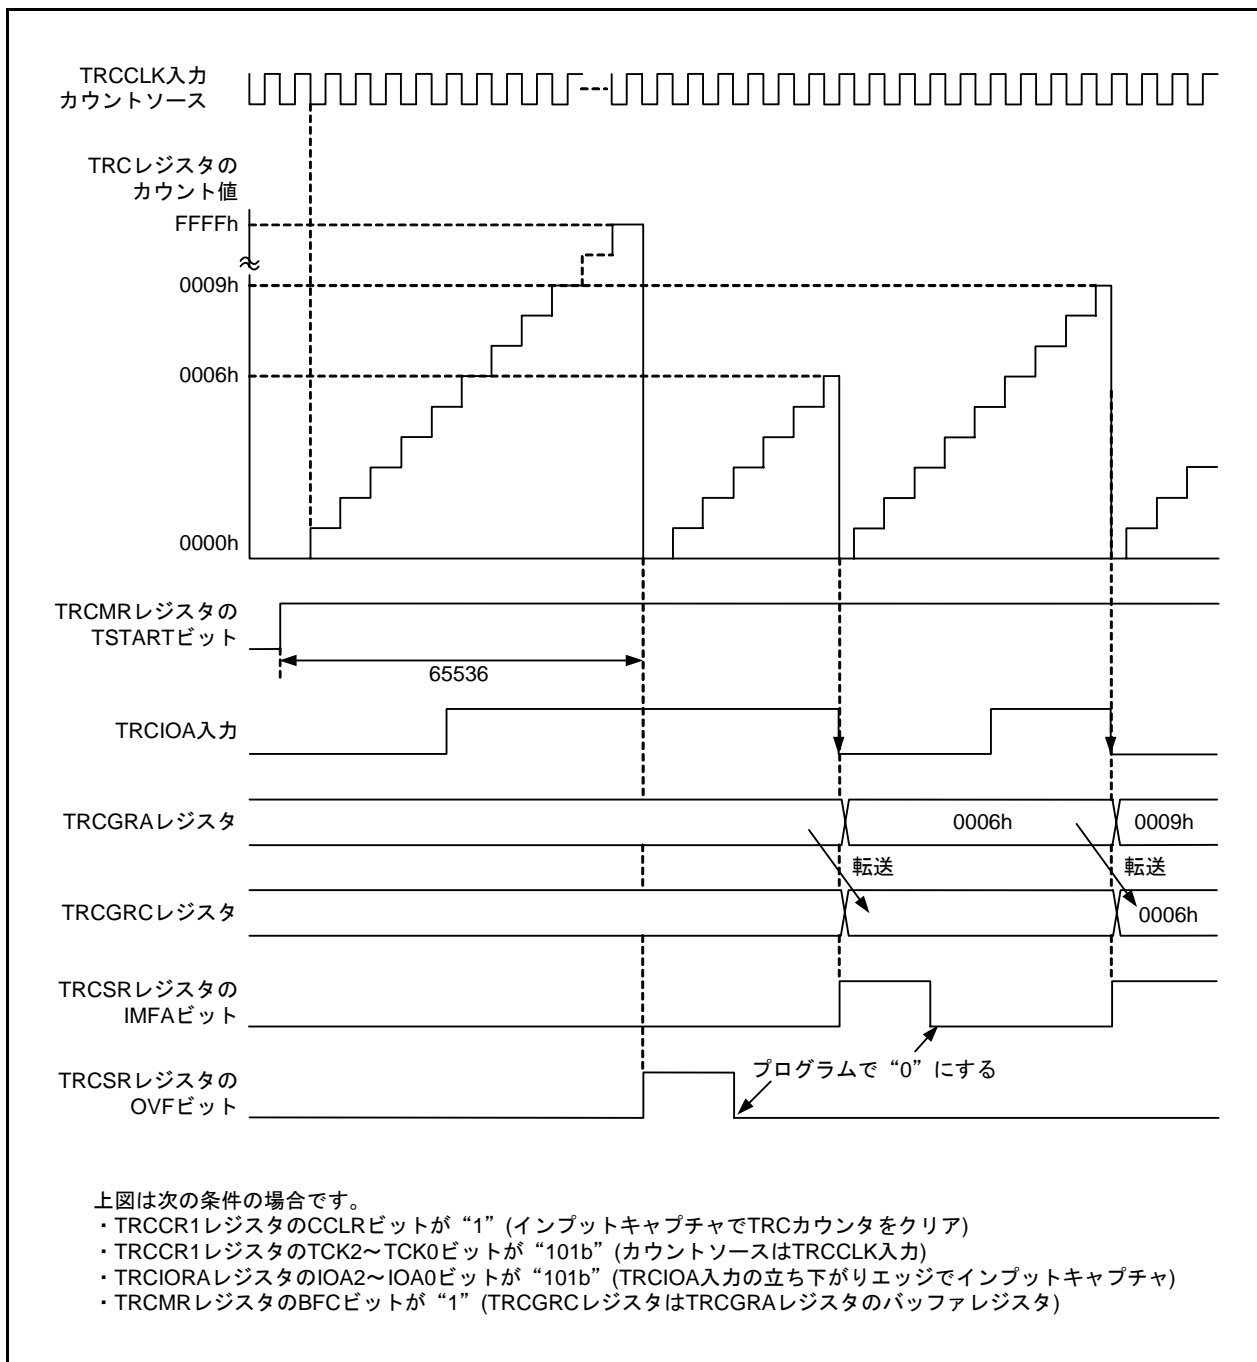 TRCCLK入力
カウントソース
TRCレジスタの
カウント値
FFFFh
0009h
0006h
0000h
TRCMRレジスタの
TSTARTビット
65536
TRCIOA入力
TRCGRAレジスタ
0006h
0009h
転送
転送
TRCGRCレジスタ
0006h
TRCSRレジスタの
IMFAビット
プログラムで“0”にする
TRCSRレジスタの
OVFビット
上図は次の条件の場合です。
・TRCCR1レジスタのCCLRビットが“1”(インプットキャプチャでTRCカウンタをクリア)
・TRCCR1レジスタのTCK2～TCK0ビットが“101b”(カウントソースはTRCCLK入力)
・TRCIORAレジスタのIOA2～IOA0ビットが“101b”(TRCIOA入力の立ち下がりエッジでインプットキャプチャ)
・TRCMRレジスタのBFCビットが“1”(TRCGRCレジスタはTRCGRAレジスタのバッファレジスタ)